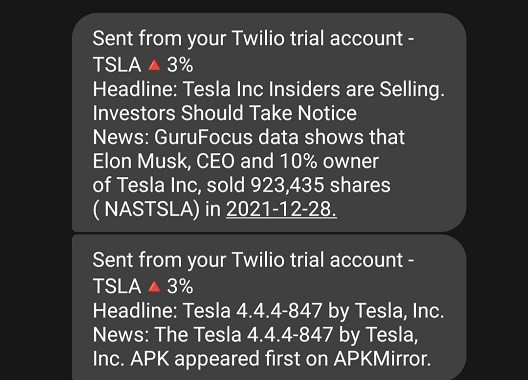 Sent from your Twilio trial account -
TSLA 🔺3%
Headline: Tesla Inc Insiders are Selling.
Investors Should Take Notice
News: GuruFocus data shows that
Elon Musk, CEO and 10% owner
of Tesla Inc, sold 923,435 shares
( NASTSLA) in 2021-12-28.
Sent from your Twilio trial account -
TSLA 🔺3%
Headline: Tesla 4.4.4-847 by Tesla, Inc.
News: The Tesla 4.4.4-847 by Tesla,
Inc. APK appeared first on APKMirror.